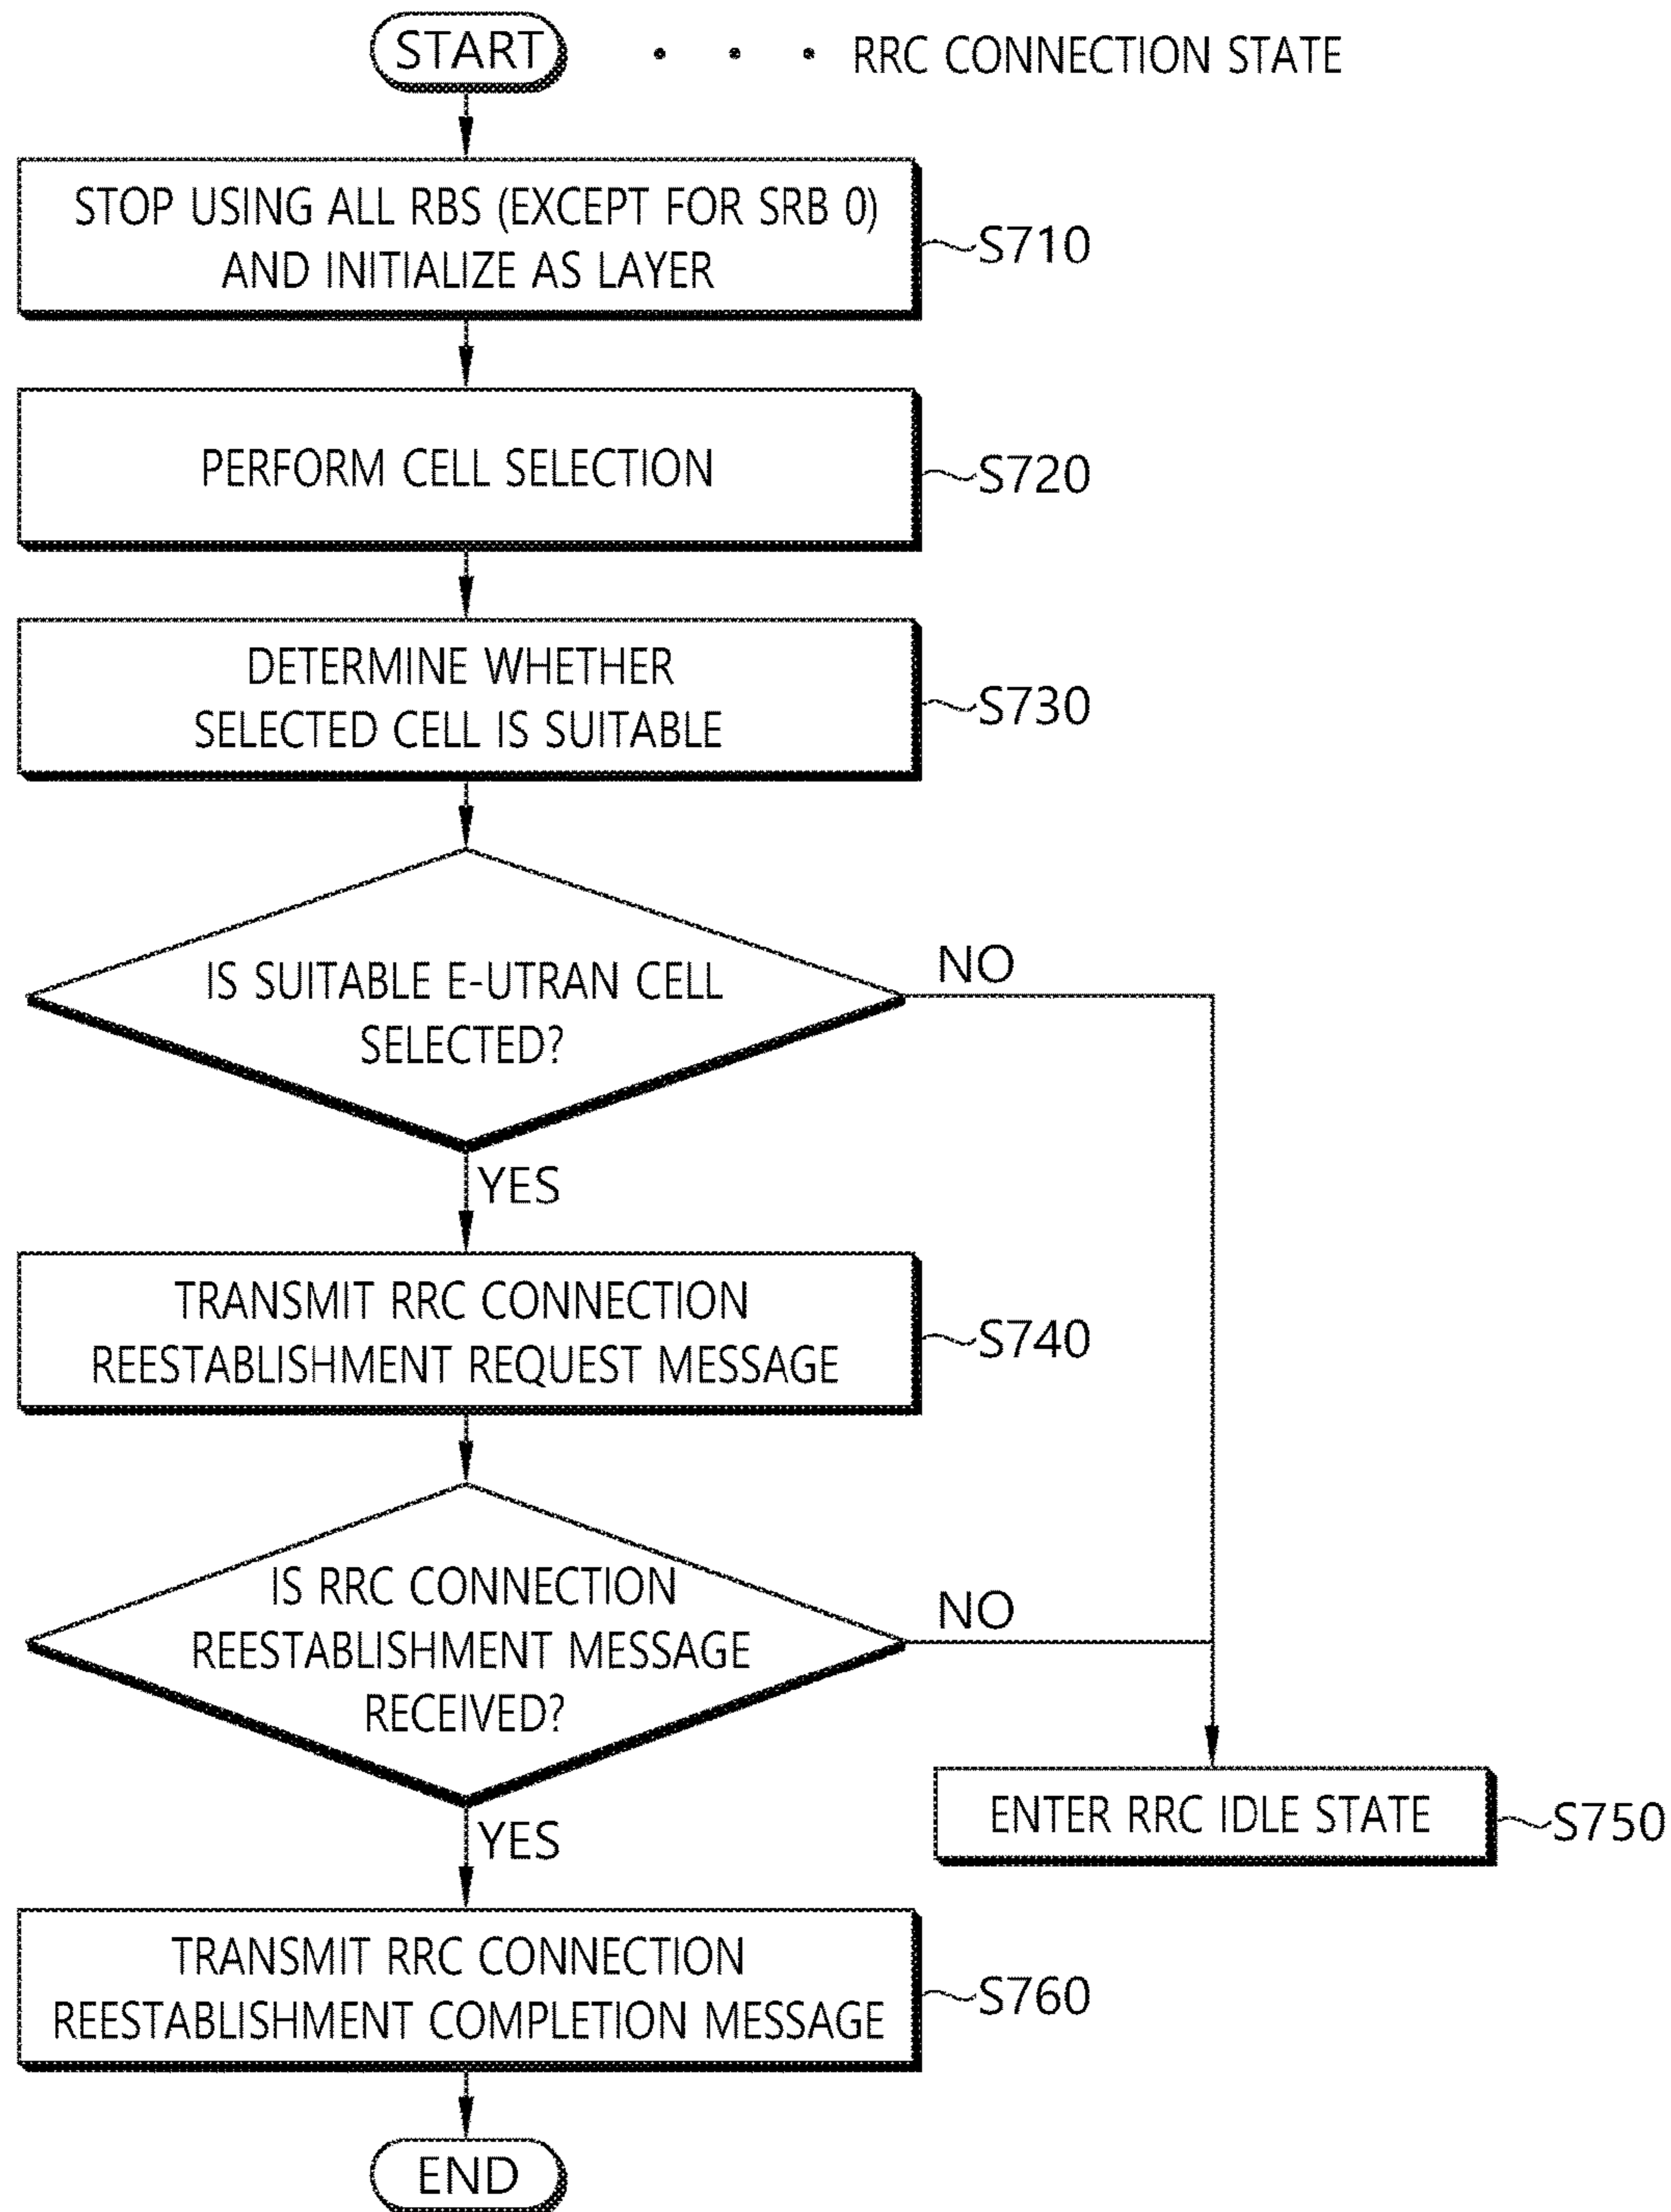 START
· · · RRC CONNECTION STATE
STOP USING ALL RBS (EXCEPT FOR SRB 0)
AND INITIALIZE AS LAYER
S710
PERFORM CELL SELECTION
S720
DETERMINE WHETHER
SELECTED CELL IS SUITABLE
S730
IS SUITABLE E-UTRAN CELL
SELECTED?
NO
YES
TRANSMIT RRC CONNECTION
REESTABLISHMENT REQUEST MESSAGE
S740
IS RRC CONNECTION
REESTABLISHMENT MESSAGE
RECEIVED?
NO
YES
ENTER RRC IDLE STATE
S750
TRANSMIT RRC CONNECTION
REESTABLISHMENT COMPLETION MESSAGE
S760
END